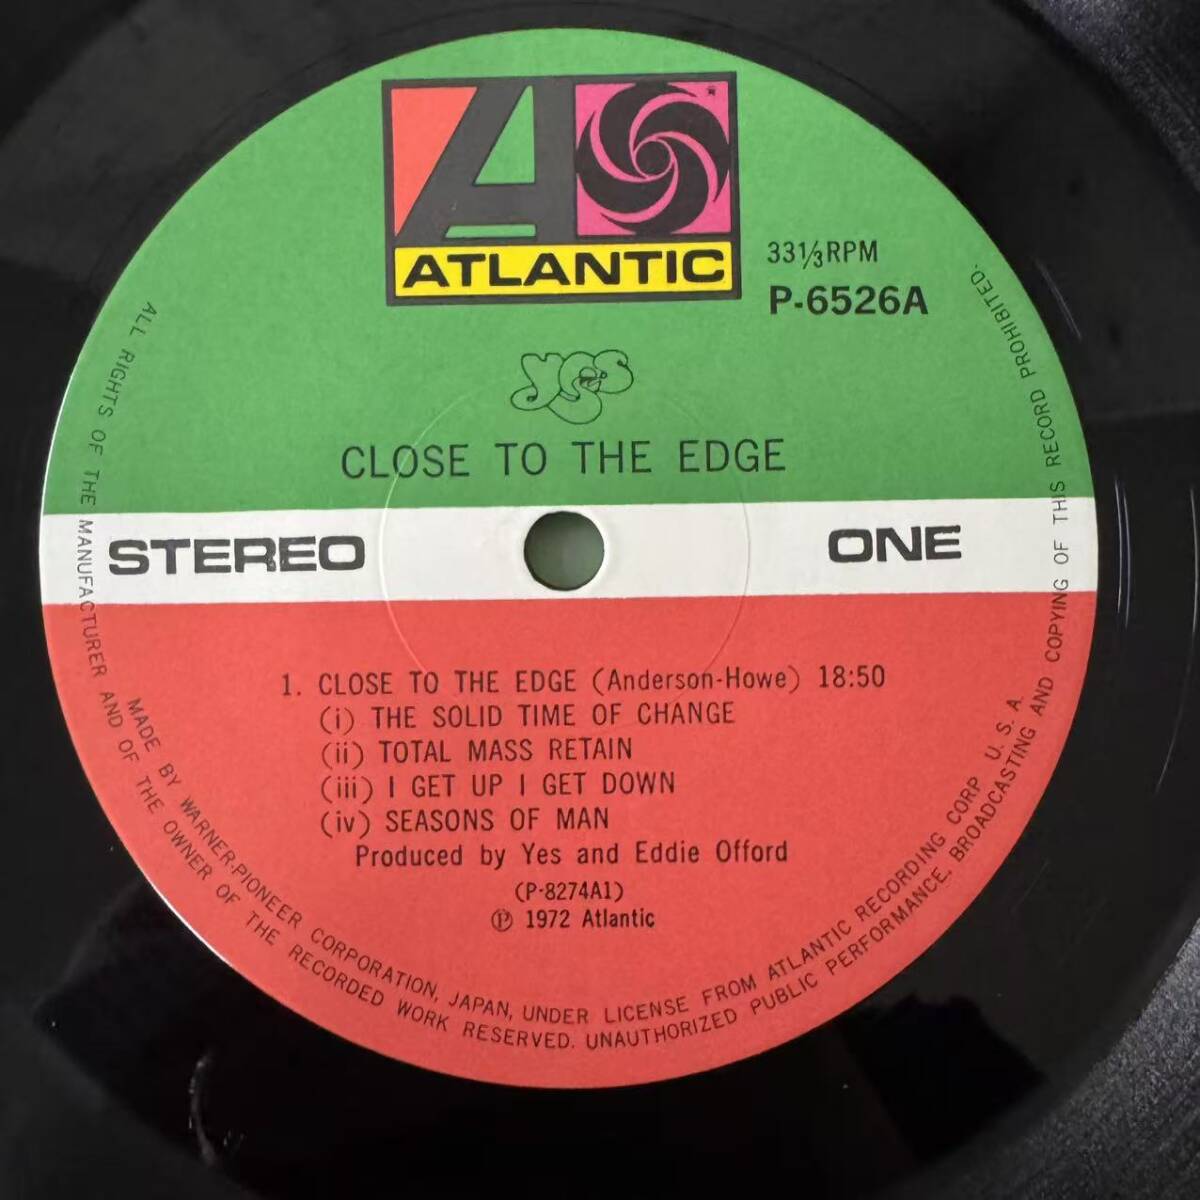 ATLANTIC
33⅓RPM
P-6526A
yes
CLOSE TO THE EDGE
STEREO
ONE
1. CLOSE TO THE EDGE (Anderson-Howe) 18:50
(i) THE SOLID TIME OF CHANGE
(ii) TOTAL MASS RETAIN
(iii) I GET UP I GET DOWN
(iv) SEASONS OF MAN
Produced by Yes and Eddie Offord
(P-8274A1)
Ⓟ 1972 Atlantic
MADE BY WARNER-PIONEER CORPORATION, JAPAN, UNDER LICENSE FROM ATLANTIC RECORDING CORP U. S. A.
ALL RIGHTS OF THE MANUFACTURER AND OF THE OWNER OF THE RECORDED WORK RESERVED. UNAUTHORIZED PUBLIC PERFORMANCE, BROADCASTING AND COPYING OF THIS RECORD PROHIBITED.